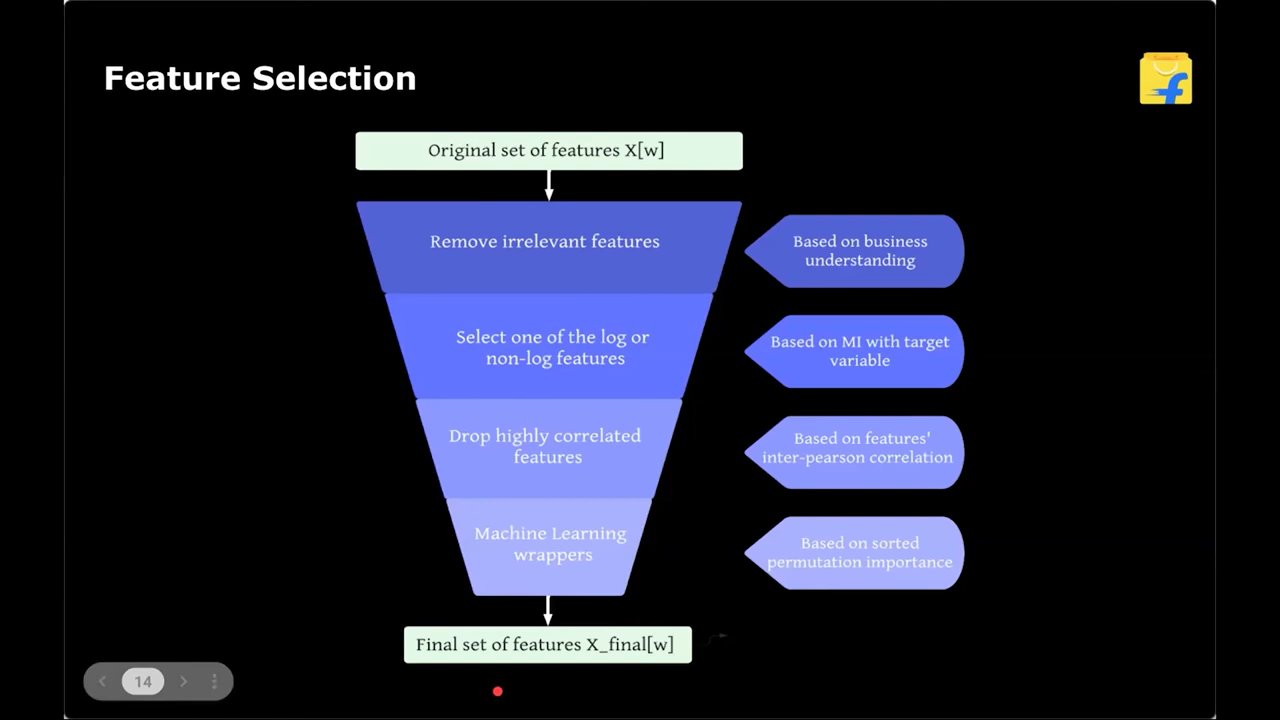 Feature Selection
f
Original set of features X[w]
Remove irrelevant features
Based on business
understanding
Select one of the log or
non-log features
Based on MI with target
variable
Drop highly correlated
features
Based on features'
inter-pearson correlation
Machine Learning
wrappers
Based on sorted
permutation importance
Final set of features X_final[w]
14